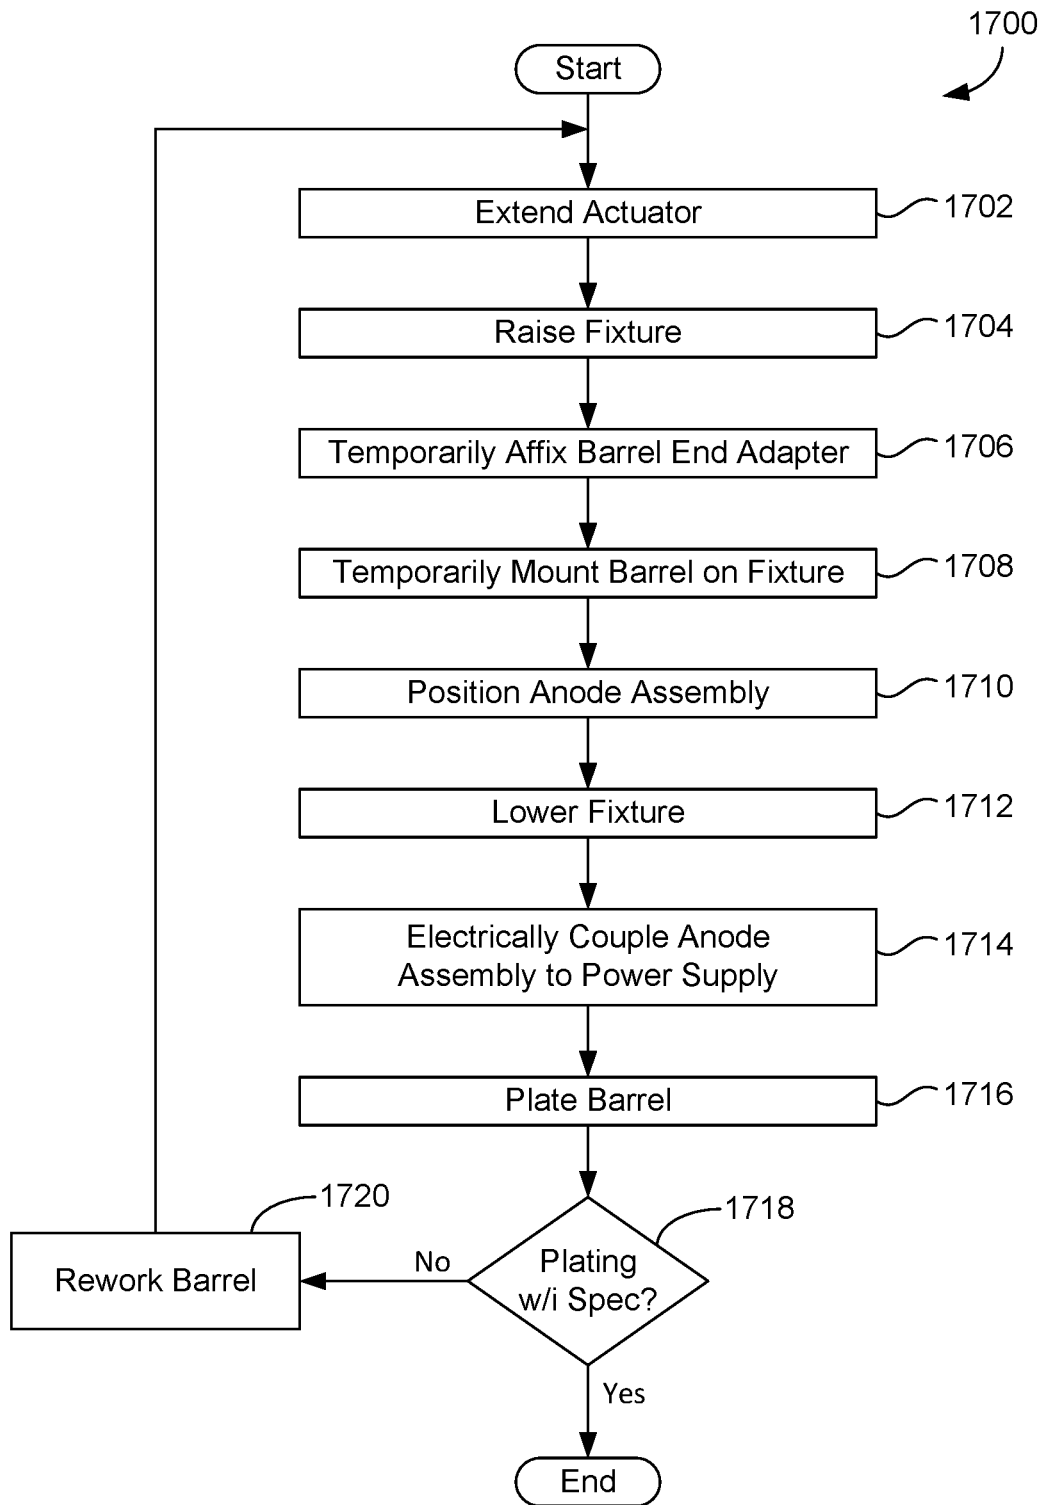 1700
Start
Extend Actuator
1702
Raise Fixture
1704
Temporarily Affix Barrel End Adapter
1706
Temporarily Mount Barrel on Fixture
1708
Position Anode Assembly
1710
Lower Fixture
1712
Electrically Couple Anode
Assembly to Power Supply
1714
Plate Barrel
1716
1720
1718
Rework Barrel
No
Plating
w/i Spec?
Yes
End